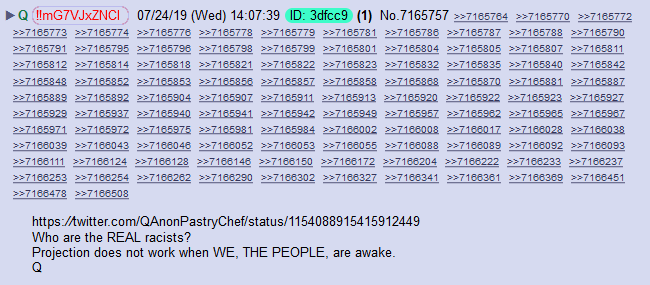 ▶ Q !!mG7VJxZNCI 07/24/19 (Wed) 14:07:39 ID: 3dfcc9 (1) No.7165757 >>7165764 >>7165770 >>7165772
>>7165773 >>7165774 >>7165776 >>7165778 >>7165779 >>7165781 >>7165786 >>7165787 >>7165788 >>7165790
>>7165791 >>7165795 >>7165796 >>7165798 >>7165799 >>7165801 >>7165804 >>7165805 >>7165807 >>7165811
>>7165812 >>7165814 >>7165818 >>7165821 >>7165822 >>7165823 >>7165832 >>7165835 >>7165840 >>7165842
>>7165848 >>7165852 >>7165853 >>7165856 >>7165858 >>7165868 >>7165870 >>7165881 >>7165887
>>7165889 >>7165892 >>7165904 >>7165907 >>7165911 >>7165913 >>7165920 >>7165922 >>7165923 >>7165927
>>7165929 >>7165937 >>7165940 >>7165941 >>7165942 >>7165949 >>7165957 >>7165962 >>7165965 >>7165967
>>7165971 >>7165972 >>7165975 >>7165981 >>7165984 >>7166002 >>7166008 >>7166017 >>7166028 >>7166038
>>7166039 >>7166043 >>7166046 >>7166052 >>7166053 >>7166055 >>7166088 >>7166089 >>7166092 >>7166093
>>7166111 >>7166124 >>7166128 >>7166146 >>7166150 >>7166172 >>7166204 >>7166222 >>7166233 >>7166237
>>7166253 >>7166254 >>7166262 >>7166290 >>7166302 >>7166327 >>7166341 >>7166361 >>7166369 >>7166451
>>7166478 >>7166508
https://twitter.com/QAnonPastryChef/status/1154088915415912449
Who are the REAL racists?
Projection does not work when WE, THE PEOPLE, are awake.
Q